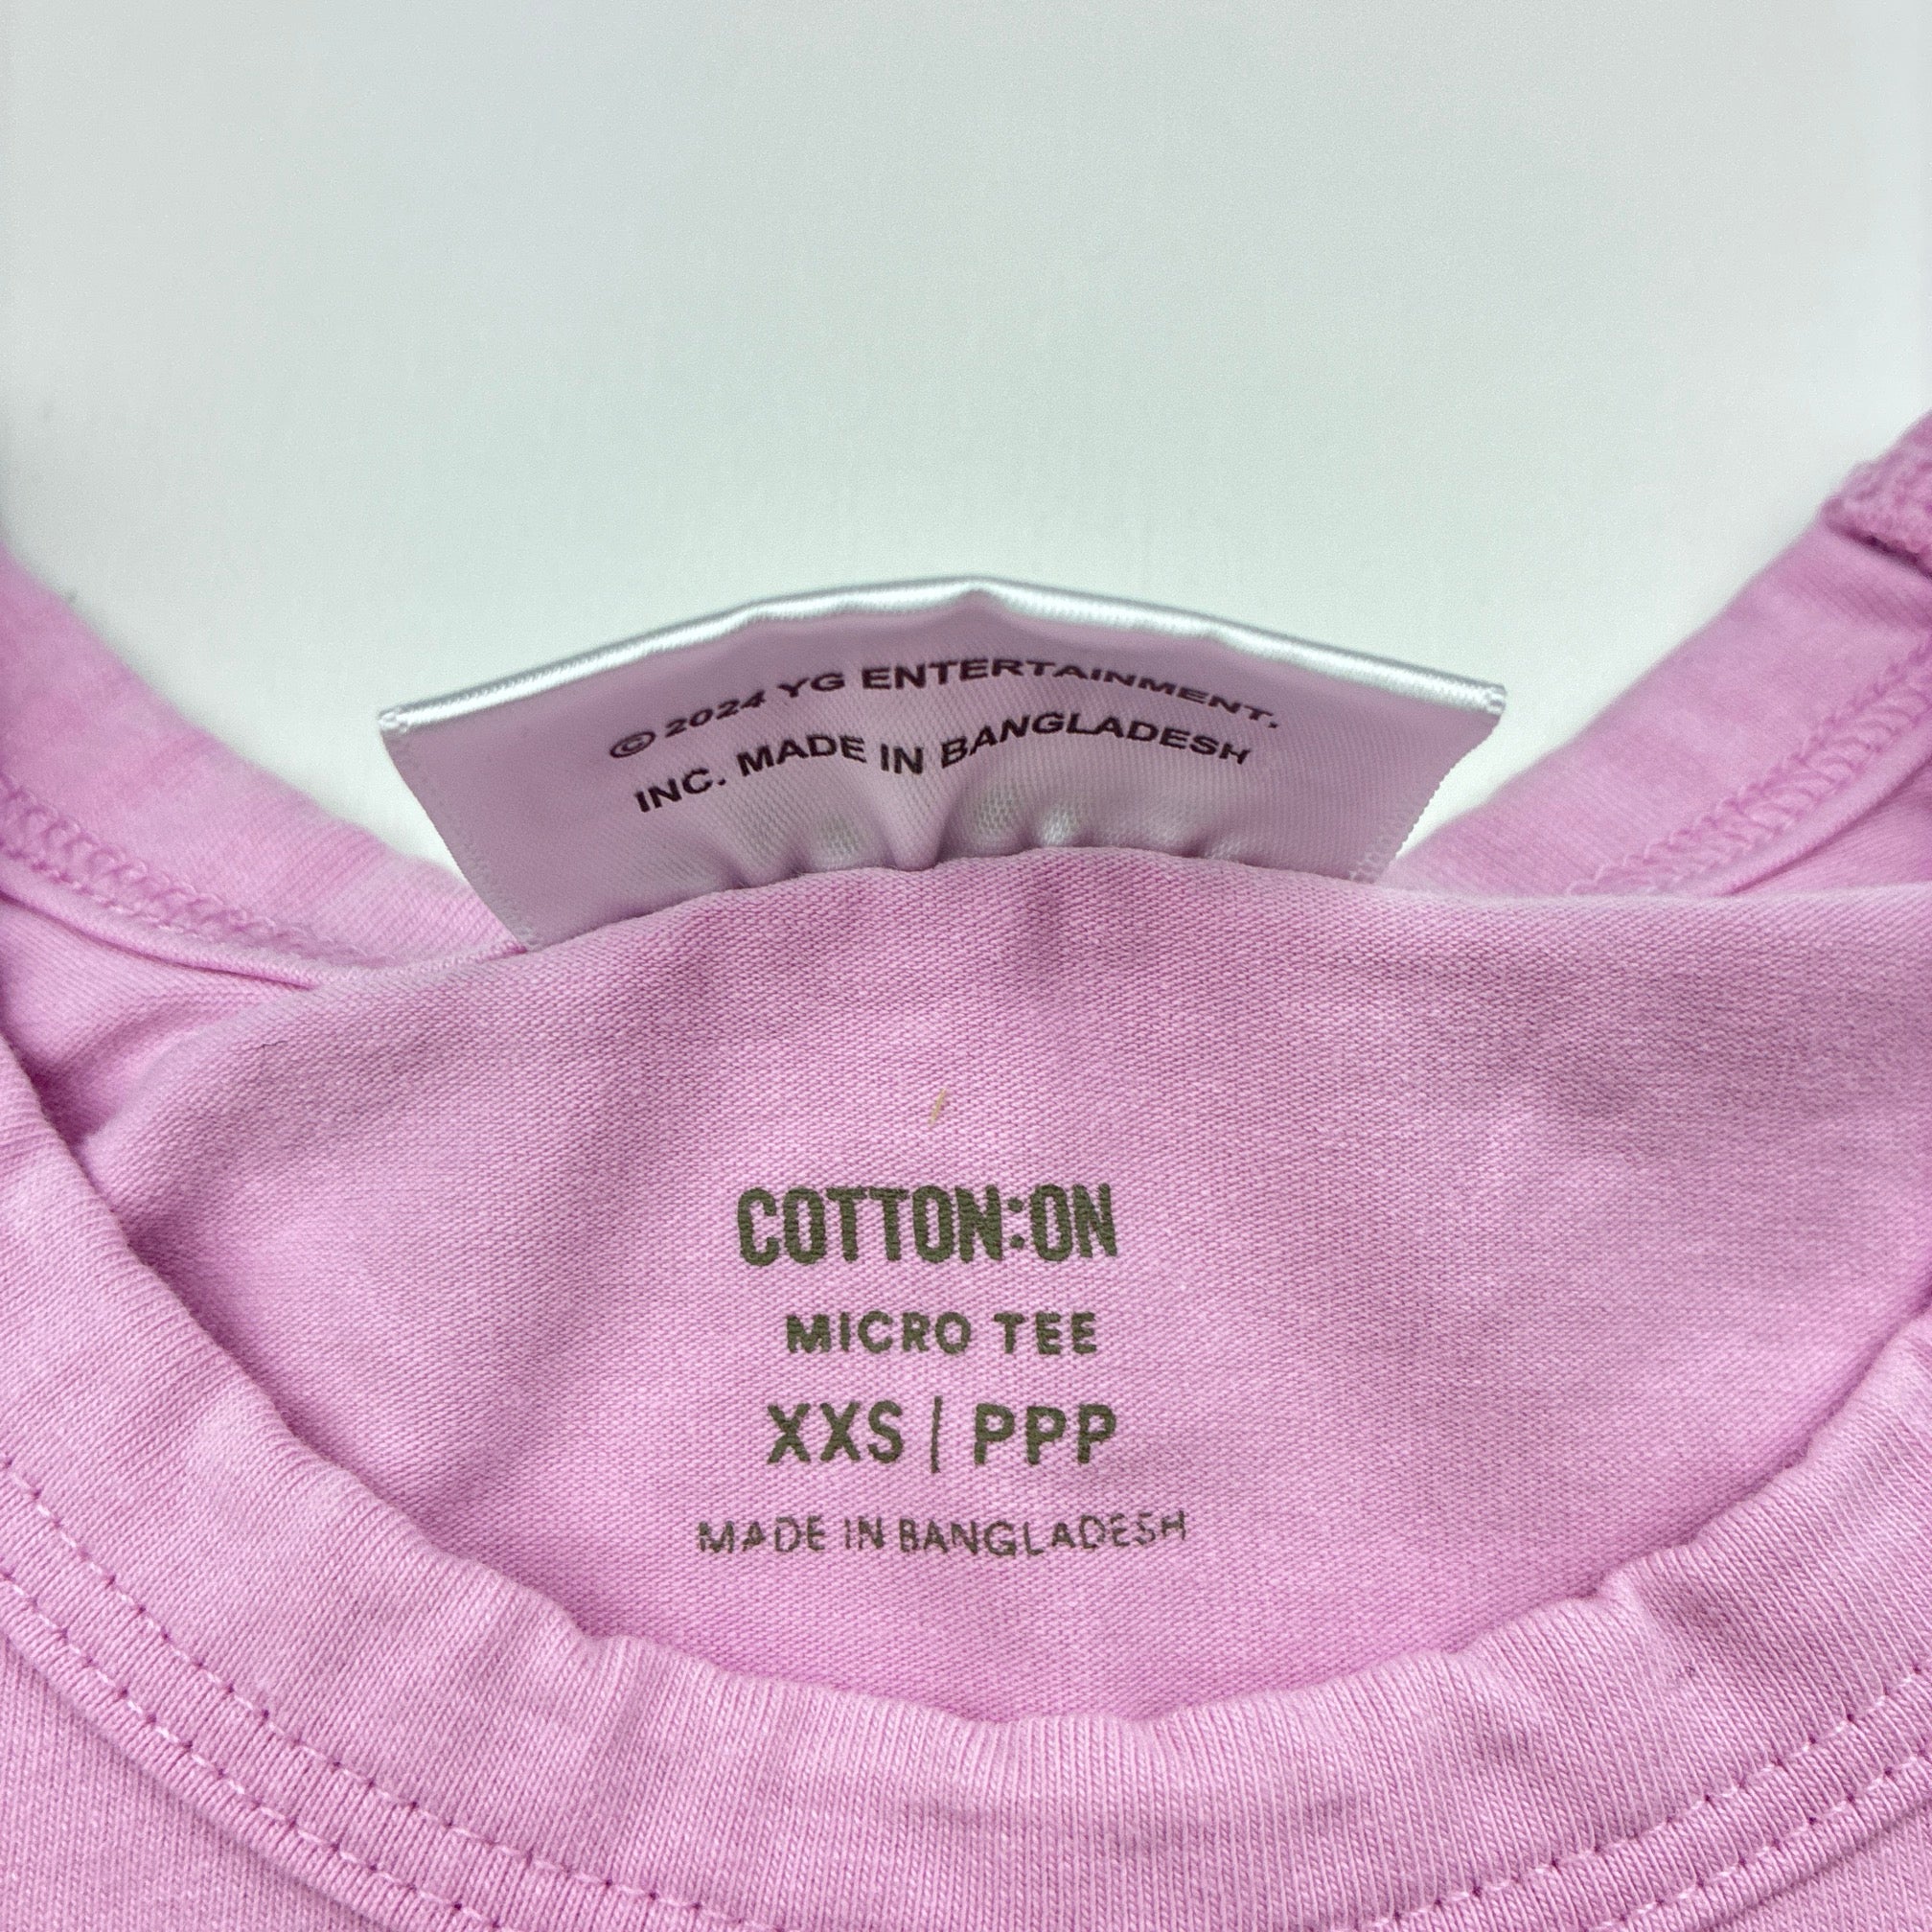 © 2024 YG ENTERTAINMENT.
INC. MADE IN BANGLADESH
COTTON:ON
MICRO TEE
XXS | PPP
MADE IN BANGLADESH